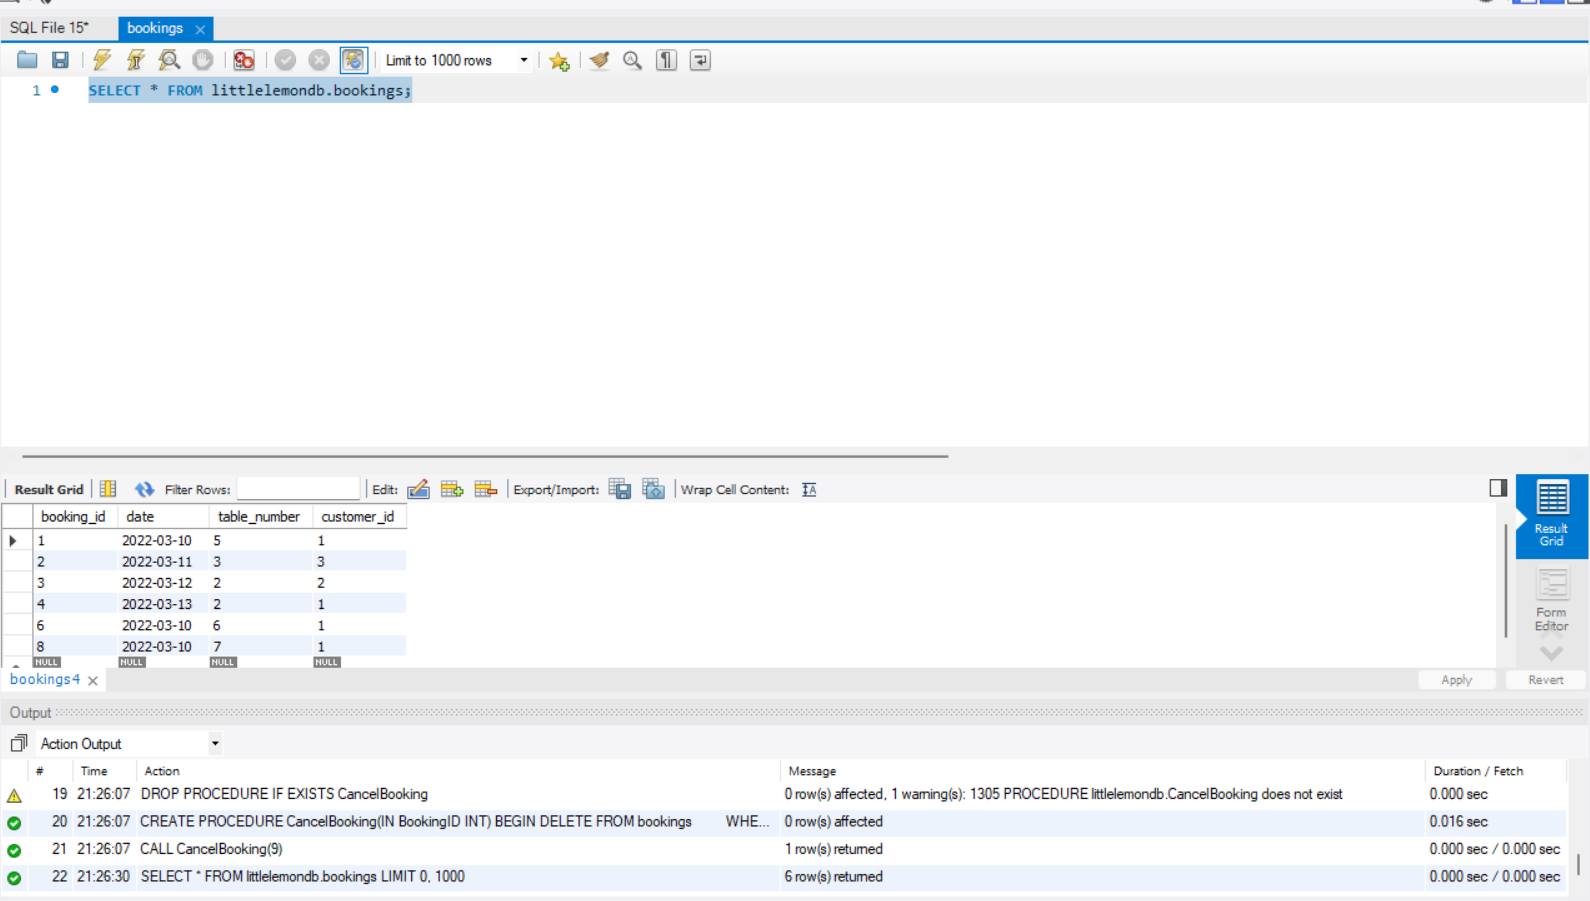 SQL File 15*
bookings
Limit to 1000 rows
1 SELECT * FROM littlelemondb.bookings;
Result Grid Filter Rows: Edit: Export/Import: Wrap Cell Content:
booking_id date table_number customer_id
1 2022-03-10 5 1
2 2022-03-11 3 3
3 2022-03-12 2 2
4 2022-03-13 2 1
6 2022-03-10 6 1
8 2022-03-10 7 1
NULL NULL NULL NULL
Result
Grid
Form
Editor
bookings4
Apply Revert
Output
Action Output
# Time Action Message Duration / Fetch
19 21:26:07 DROP PROCEDURE IF EXISTS CancelBooking 0 row(s) affected, 1 warning(s): 1305 PROCEDURE littlelemondb.CancelBooking does not exist 0.000 sec
20 21:26:07 CREATE PROCEDURE CancelBooking(IN BookingID INT) BEGIN DELETE FROM bookings WHE... 0 row(s) affected 0.016 sec
21 21:26:07 CALL CancelBooking(9) 1 row(s) returned 0.000 sec / 0.000 sec
22 21:26:30 SELECT * FROM littlelemondb.bookings LIMIT 0, 1000 6 row(s) returned 0.000 sec / 0.000 sec